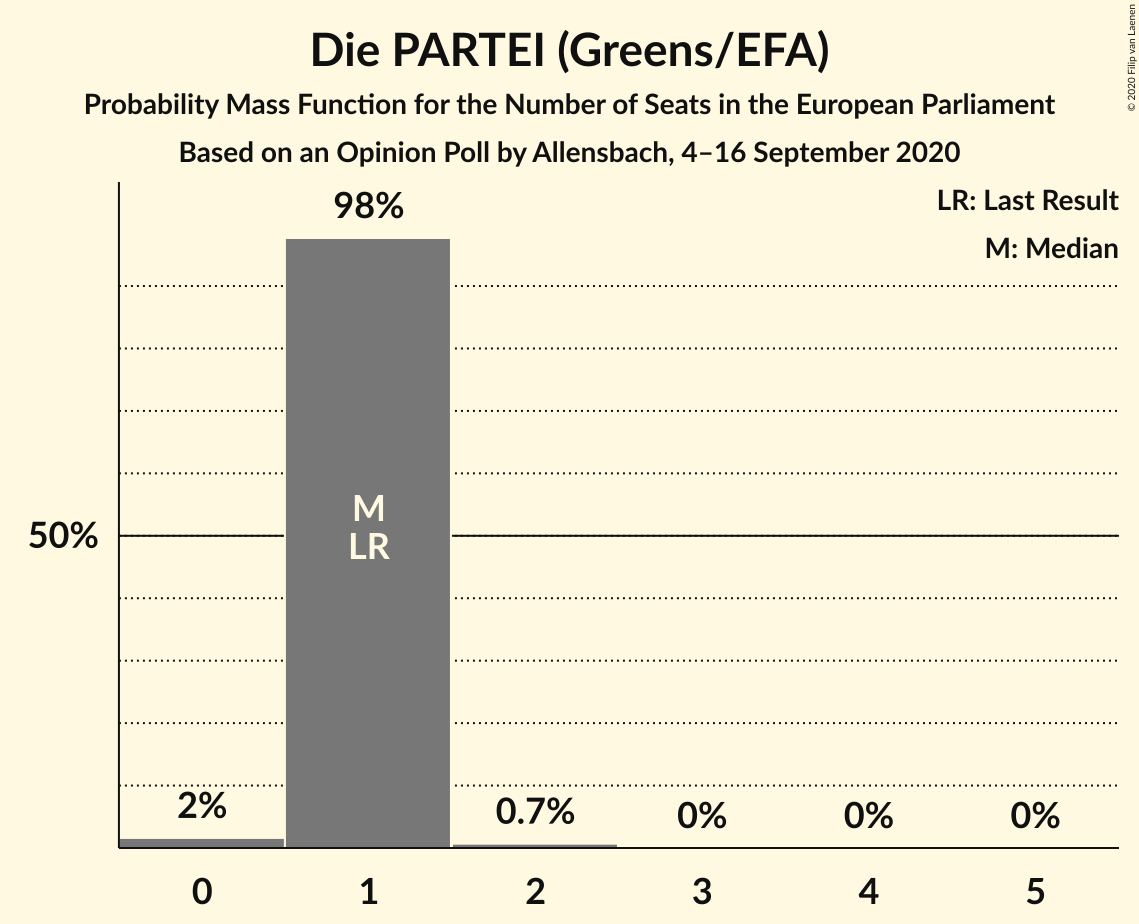 Die PARTEI (Greens/EFA)
Probability Mass Function for the Number of Seats in the European Parliament
Based on an Opinion Poll by Allensbach, 4–16 September 2020
© 2020 Filip van Laenen
LR: Last Result
M: Median
98%
50%
M
LR
2%
0.7%
0%
0%
0%
0
1
2
3
4
5